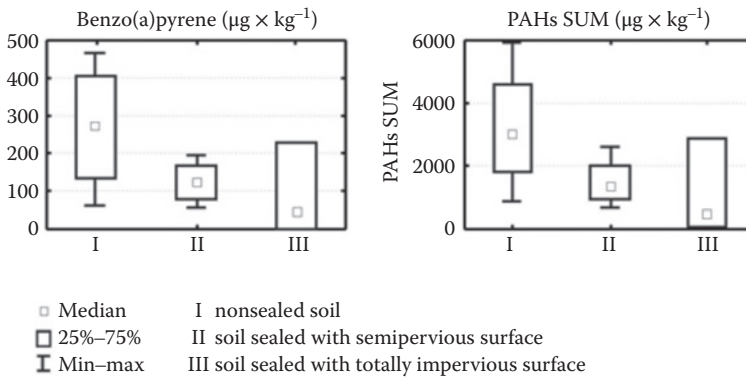 Benzo(a)pyrene (μg × kg⁻¹)
500
400
300
200
100
0
I II III
PAHs SUM (μg × kg⁻¹)
PAHs SUM
6000
4000
2000
0
I II III
Median
25%–75%
Min–max
I nonsealed soil
II soil sealed with semipervious surface
III soil sealed with totally impervious surface